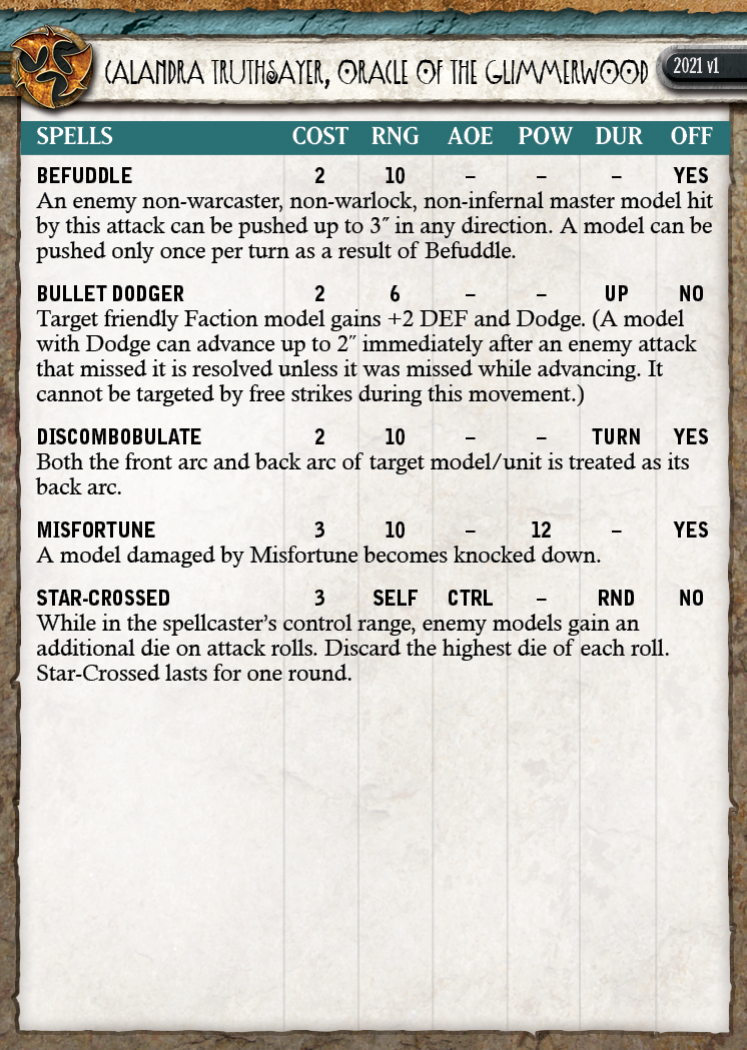 CALANDRA TRUTHSAYER, ORACLE OF THE GLIMMERWOOD 2021 v1
SPELLS COST RNG AOE POW DUR OFF
BEFUDDLE 2 10 – – – YES
An enemy non-warcaster, non-warlock, non-infernal master model hit
by this attack can be pushed up to 3″ in any direction. A model can be
pushed only once per turn as a result of Befuddle.
BULLET DODGER 2 6 – – UP NO
Target friendly Faction model gains +2 DEF and Dodge. (A model
with Dodge can advance up to 2″ immediately after an enemy attack
that missed it is resolved unless it was missed while advancing. It
cannot be targeted by free strikes during this movement.)
DISCOMBOBULATE 2 10 – – TURN YES
Both the front arc and back arc of target model/unit is treated as its
back arc.
MISFORTUNE 3 10 – 12 – YES
A model damaged by Misfortune becomes knocked down.
STAR-CROSSED 3 SELF CTRL – RND NO
While in the spellcaster’s control range, enemy models gain an
additional die on attack rolls. Discard the highest die of each roll.
Star-Crossed lasts for one round.